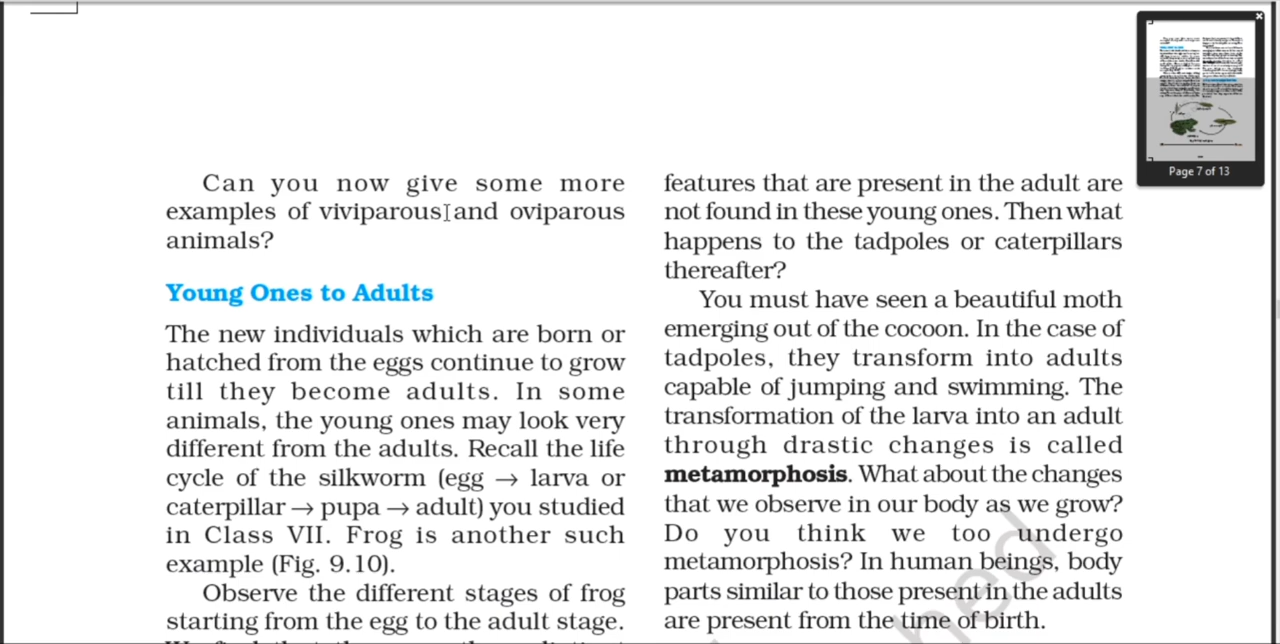 Can you now give some more
examples of viviparous and oviparous
animals?
Young Ones to Adults
The new individuals which are born or
hatched from the eggs continue to grow
till they become adults. In some
animals, the young ones may look very
different from the adults. Recall the life
cycle of the silkworm (egg → larva or
caterpillar → pupa → adult) you studied
in Class VII. Frog is another such
example (Fig. 9.10).
Observe the different stages of frog
starting from the egg to the adult stage.
features that are present in the adult are
not found in these young ones. Then what
happens to the tadpoles or caterpillars
thereafter?
You must have seen a beautiful moth
emerging out of the cocoon. In the case of
tadpoles, they transform into adults
capable of jumping and swimming. The
transformation of the larva into an adult
through drastic changes is called
metamorphosis. What about the changes
that we observe in our body as we grow?
Do you think we too undergo
metamorphosis? In human beings, body
parts similar to those present in the adults
are present from the time of birth.
Page 7 of 13